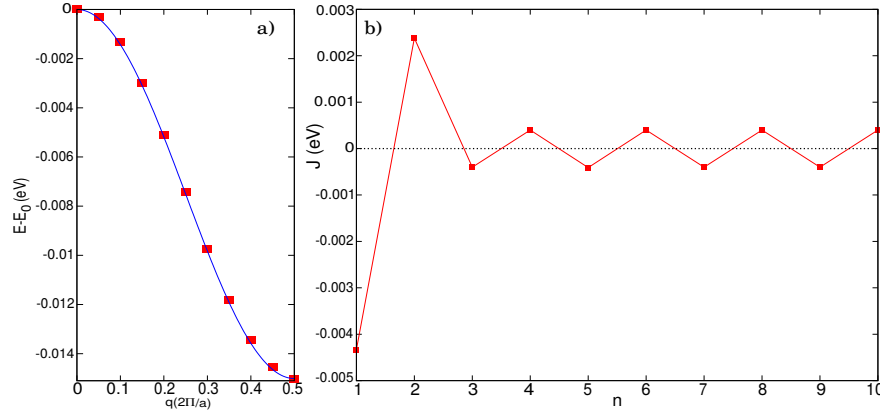 a)
0
-0.002
-0.004
-0.006
-0.008
-0.01
-0.012
-0.014
E-E0 (eV)
0 0.1 0.2 0.3 0.4 0.5
q(2Π/a)
b)
0.003
0.002
0.001
0
-0.001
-0.002
-0.003
-0.004
-0.005
J (eV)
1 2 3 4 5 6 7 8 9 10
n